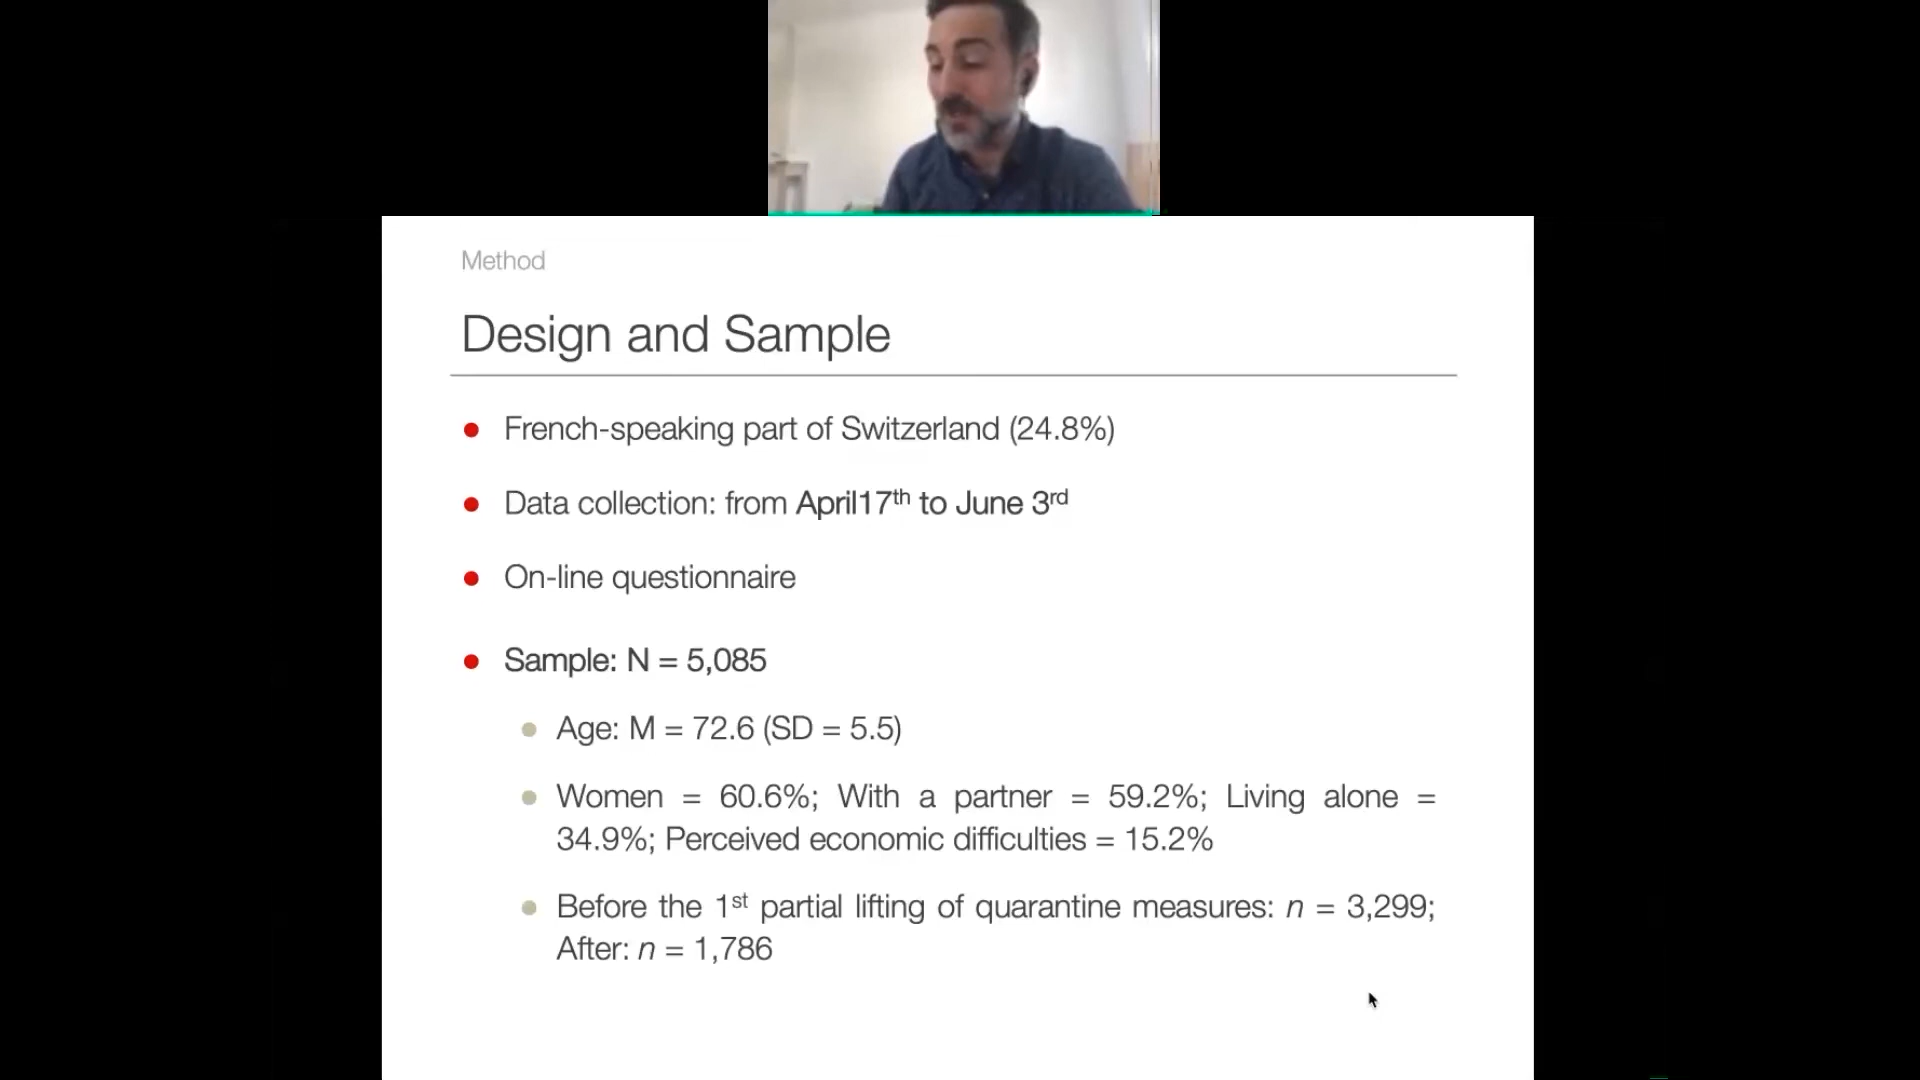 Method
Design and Sample
French-speaking part of Switzerland (24.8%)
Data collection: from April17th to June 3rd
On-line questionnaire
Sample: N = 5,085
Age: M = 72.6 (SD = 5.5)
Women = 60.6%; With a partner = 59.2%; Living alone =
34.9%; Perceived economic difficulties = 15.2%
Before the 1st partial lifting of quarantine measures: n = 3,299;
After: n = 1,786